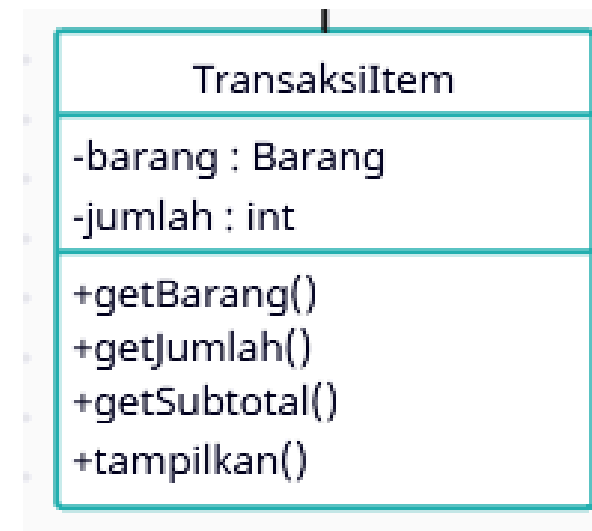 TransaksiItem
-barang : Barang
-jumlah : int
+getBarang()
+getJumlah()
+getSubtotal()
+tampilkan()